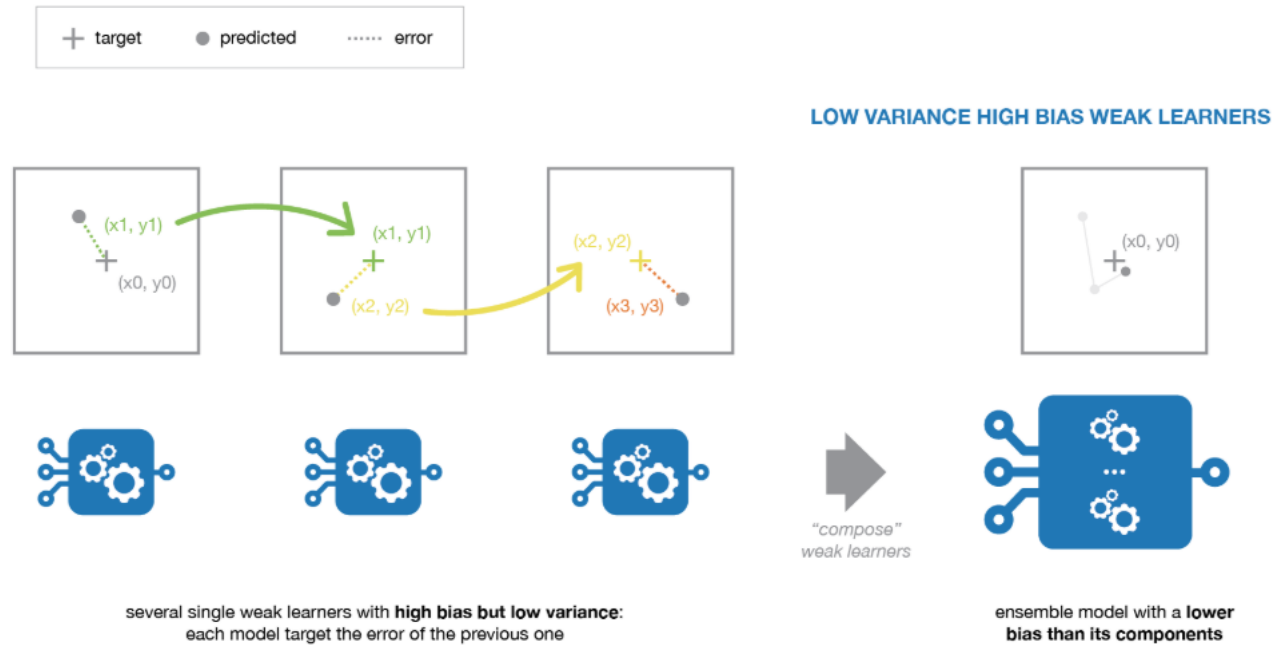 target
predicted
error
LOW VARIANCE HIGH BIAS WEAK LEARNERS
(x1, y1)
(x0, y0)
(x1, y1)
(x2, y2)
(x2, y2)
(x3, y3)
(x0, y0)
...
"compose"
weak learners
several single weak learners with high bias but low variance:
each model target the error of the previous one
ensemble model with a lower
bias than its components